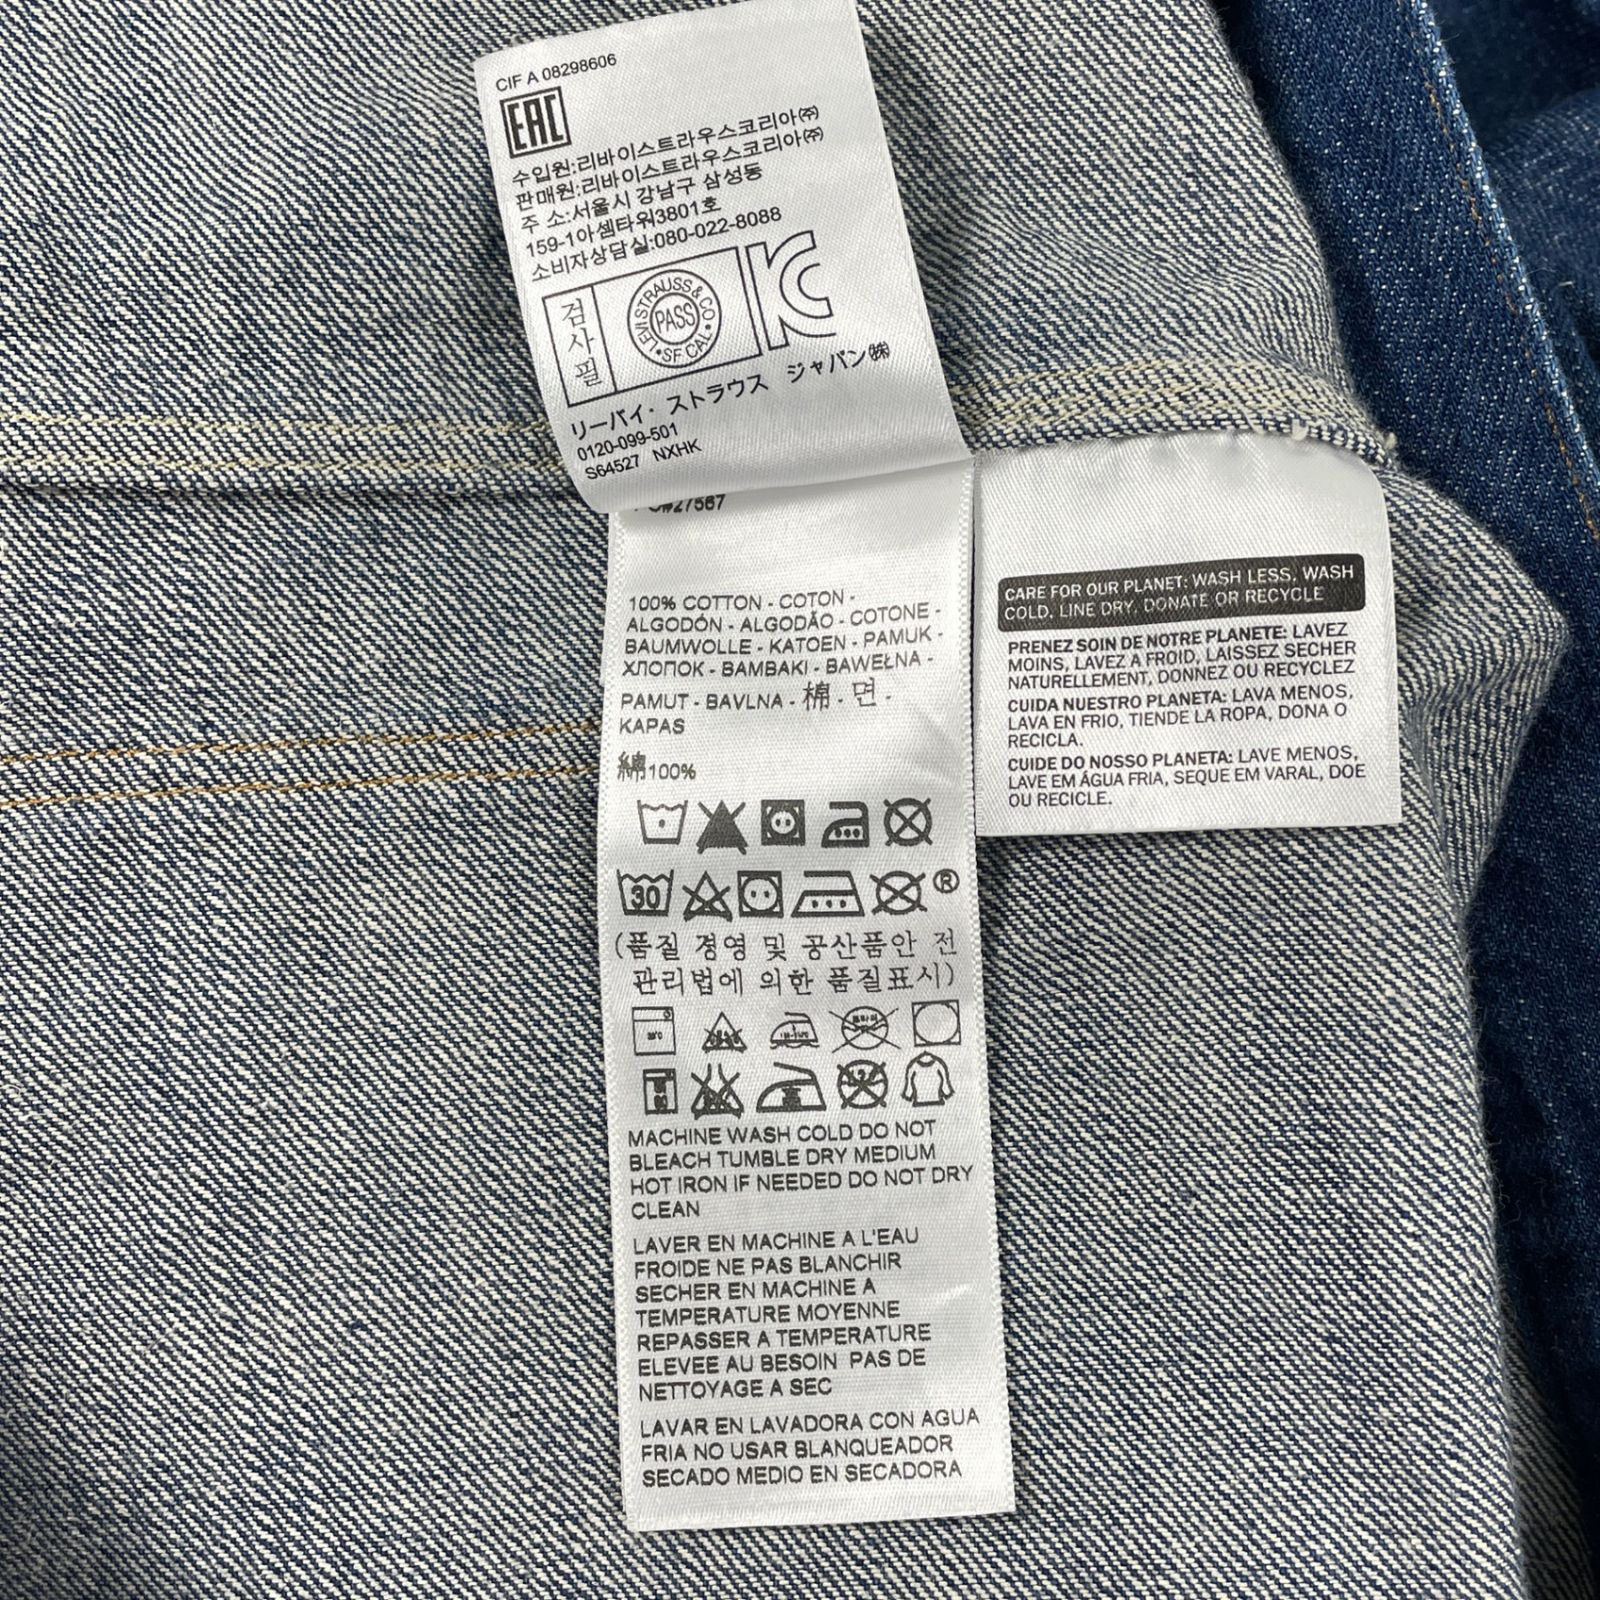 CIF A 08298606
EAC
수입원:리바이스트라우스코리아㈜
판매원:리바이스트라우스코리아㈜
주 소:서울시 강남구 삼성동
159-1아셈타워3801호
소비자상담실:080-022-8088
검사필
LEVI STRAUSS & CO
PASS
SF CAL
リーバイ・ストラウス ジャパン㈱
0120-099-501
S64527 NXHK
27567
100% COTTON - COTON -
ALGODÓN - ALGODÃO - COTONE -
BAUMWOLLE - KATOEN - PAMUK -
ХЛОПОК - BAMBAKI - BAWEŁNA -
PAMUT - BAVLNA - 棉 - 면 -
KAPAS
綿100%
30
®
(품질 경영 및 공산품안 전
관리법에 의한 품질표시)
MACHINE WASH COLD DO NOT
BLEACH TUMBLE DRY MEDIUM
HOT IRON IF NEEDED DO NOT DRY
CLEAN
LAVER EN MACHINE A L'EAU
FROIDE NE PAS BLANCHIR
SECHER EN MACHINE A
TEMPERATURE MOYENNE
REPASSER A TEMPERATURE
ELEVEE AU BESOIN PAS DE
NETTOYAGE A SEC
LAVAR EN LAVADORA CON AGUA
FRIA NO USAR BLANQUEADOR
SECADO MEDIO EN SECADORA
CARE FOR OUR PLANET: WASH LESS, WASH
COLD, LINE DRY, DONATE OR RECYCLE
PRENEZ SOIN DE NOTRE PLANETE: LAVEZ
MOINS, LAVEZ A FROID, LAISSEZ SECHER
NATURELLEMENT, DONNEZ OU RECYCLEZ
CUIDA NUESTRO PLANETA: LAVA MENOS,
LAVA EN FRIO, TIENDE LA ROPA, DONA O
RECICLA.
CUIDE DO NOSSO PLANETA: LAVE MENOS,
LAVE EM ÁGUA FRIA, SEQUE EM VARAL, DOE
OU RECICLE.